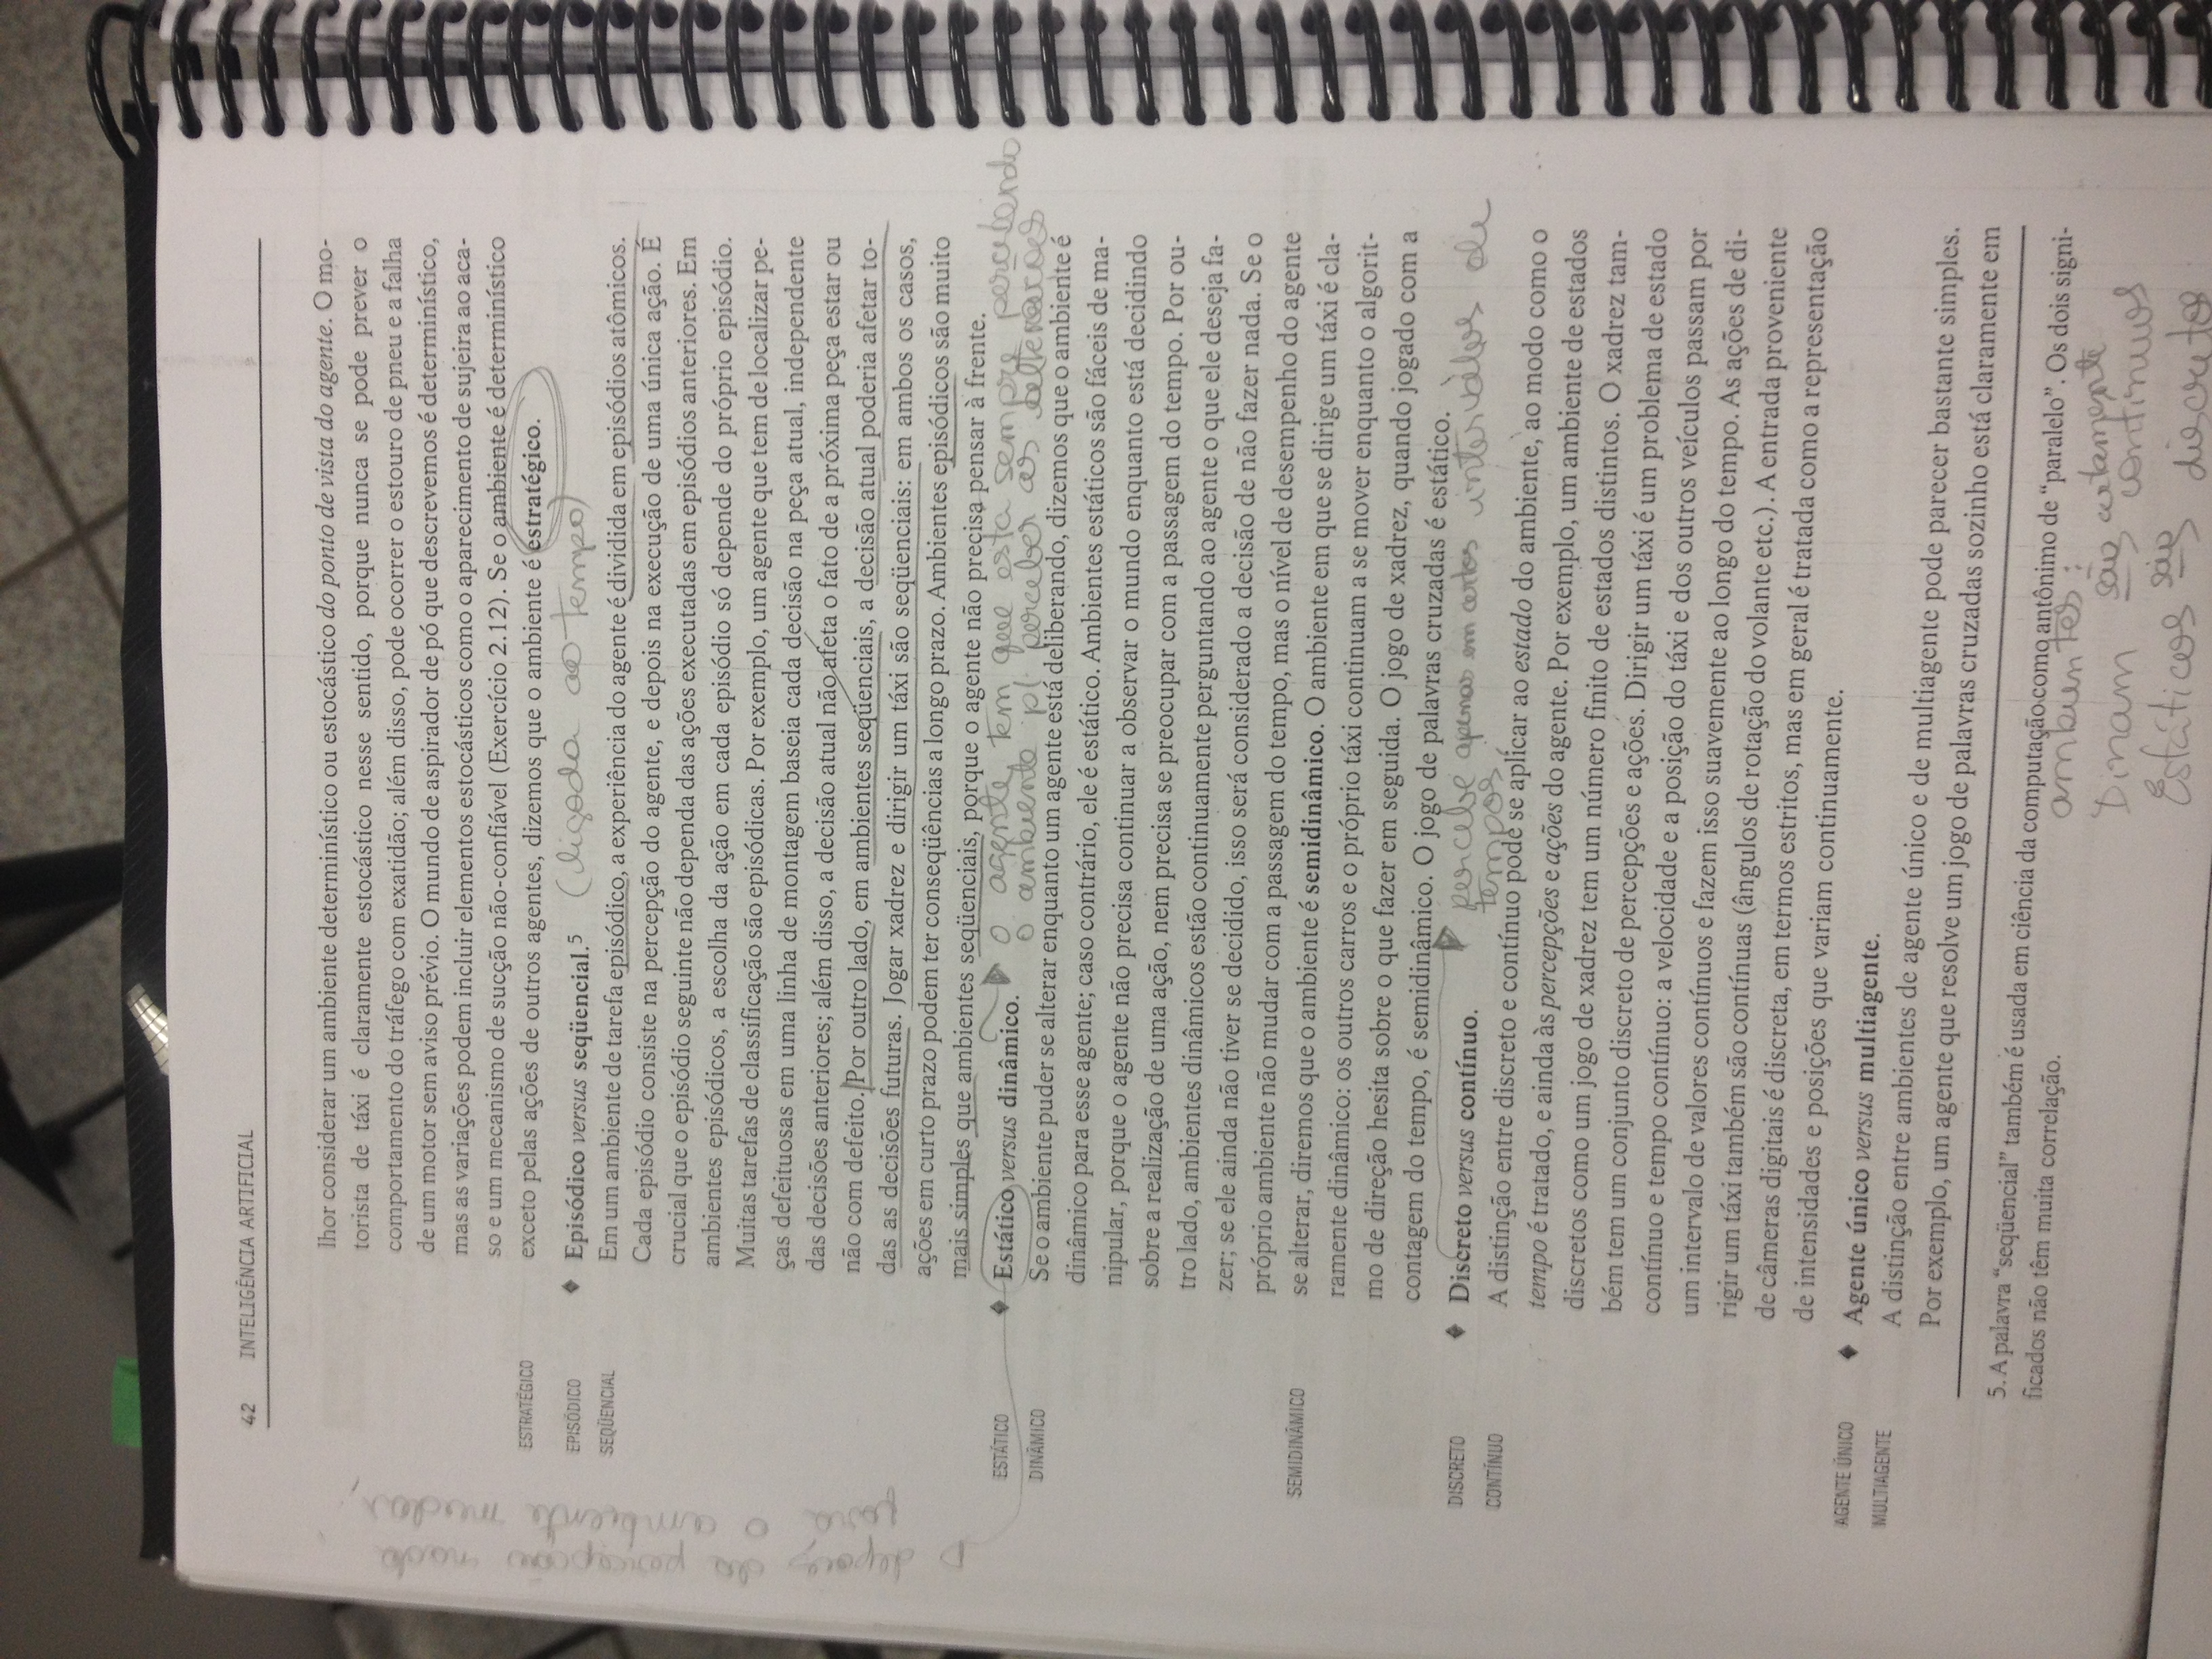 42 INTELIGÊNCIA ARTIFICIAL
lhor considerar um ambiente determinístico ou estocástico do ponto de vista do agente. O mo-
torista de táxi é claramente estocástico nesse sentido, porque nunca se pode prever o
comportamento do tráfego com exatidão; além disso, pode ocorrer o estouro de pneu e a falha
de um motor sem aviso prévio. O mundo de aspirador de pó que descrevemos é determinístico,
mas as variações podem incluir elementos estocásticos como o aparecimento de sujeira ao aca-
so e um mecanismo de sucção não-confiável (Exercício 2.12). Se o ambiente é determinístico
ESTRATÉGICO exceto pelas ações de outros agentes, dizemos que o ambiente é estratégico.
EPISÓDICO ♦ Episódico versus seqüencial.5 (ligada ao tempo)
SEQÜENCIAL Em um ambiente de tarefa episódico, a experiência do agente é dividida em episódios atômicos.
Cada episódio consiste na percepção do agente, e depois na execução de uma única ação. É
crucial que o episódio seguinte não dependa das ações executadas em episódios anteriores. Em
ambientes episódicos, a escolha da ação em cada episódio só depende do próprio episódio.
Muitas tarefas de classificação são episódicas. Por exemplo, um agente que tem de localizar pe-
ças defeituosas em uma linha de montagem baseia cada decisão na peça atual, independente
das decisões anteriores; além disso, a decisão atual não afeta o fato de a próxima peça estar ou
não com defeito. Por outro lado, em ambientes seqüenciais, a decisão atual poderia afetar to-
das as decisões futuras. Jogar xadrez e dirigir um táxi são seqüenciais: em ambos os casos,
ações em curto prazo podem ter conseqüências a longo prazo. Ambientes episódicos são muito
mais simples que ambientes seqüenciais, porque o agente não precisa pensar à frente.
depois da percepção nada
fará o ambiente mudar,
ESTÁTICO ♦ Estático versus dinâmico. o agente tem que esta sempre percebendo
o ambiente p/ perceber as alterações
DINÂMICO Se o ambiente puder se alterar enquanto um agente está deliberando, dizemos que o ambiente é
dinâmico para esse agente; caso contrário, ele é estático. Ambientes estáticos são fáceis de ma-
nipular, porque o agente não precisa continuar a observar o mundo enquanto está decidindo
sobre a realização de uma ação, nem precisa se preocupar com a passagem do tempo. Por ou-
tro lado, ambientes dinâmicos estão continuamente perguntando ao agente o que ele deseja fa-
zer; se ele ainda não tiver se decidido, isso será considerado a decisão de não fazer nada. Se o
próprio ambiente não mudar com a passagem do tempo, mas o nível de desempenho do agente
SEMIDINÂMICO se alterar, diremos que o ambiente é semidinâmico. O ambiente em que se dirige um táxi é cla-
ramente dinâmico: os outros carros e o próprio táxi continuam a se mover enquanto o algorit-
mo de direção hesita sobre o que fazer em seguida. O jogo de xadrez, quando jogado com a
contagem do tempo, é semidinâmico. O jogo de palavras cruzadas é estático.
DISCRETO ♦ Discreto versus contínuo. percebe apenas em certos intervalos de
tempos.
CONTÍNUO A distinção entre discreto e contínuo pode se aplicar ao estado do ambiente, ao modo como o
tempo é tratado, e ainda às percepções e ações do agente. Por exemplo, um ambiente de estados
discretos como um jogo de xadrez tem um número finito de estados distintos. O xadrez tam-
bém tem um conjunto discreto de percepções e ações. Dirigir um táxi é um problema de estado
contínuo e tempo contínuo: a velocidade e a posição do táxi e dos outros veículos passam por
um intervalo de valores contínuos e fazem isso suavemente ao longo do tempo. As ações de di-
rigir um táxi também são contínuas (ângulos de rotação do volante etc.). A entrada proveniente
de câmeras digitais é discreta, em termos estritos, mas em geral é tratada como a representação
de intensidades e posições que variam continuamente.
AGENTE ÚNICO ♦ Agente único versus multiagente.
MULTIAGENTE A distinção entre ambientes de agente único e de multiagente pode parecer bastante simples.
Por exemplo, um agente que resolve um jogo de palavras cruzadas sozinho está claramente em
5. A palavra “seqüencial” também é usada em ciência da computação como antônimo de “paralelo”. Os dois signi-
ficados não têm muita correlação.
ambientes:
Dinam são certamente
contínuos
Estáticos são discretos